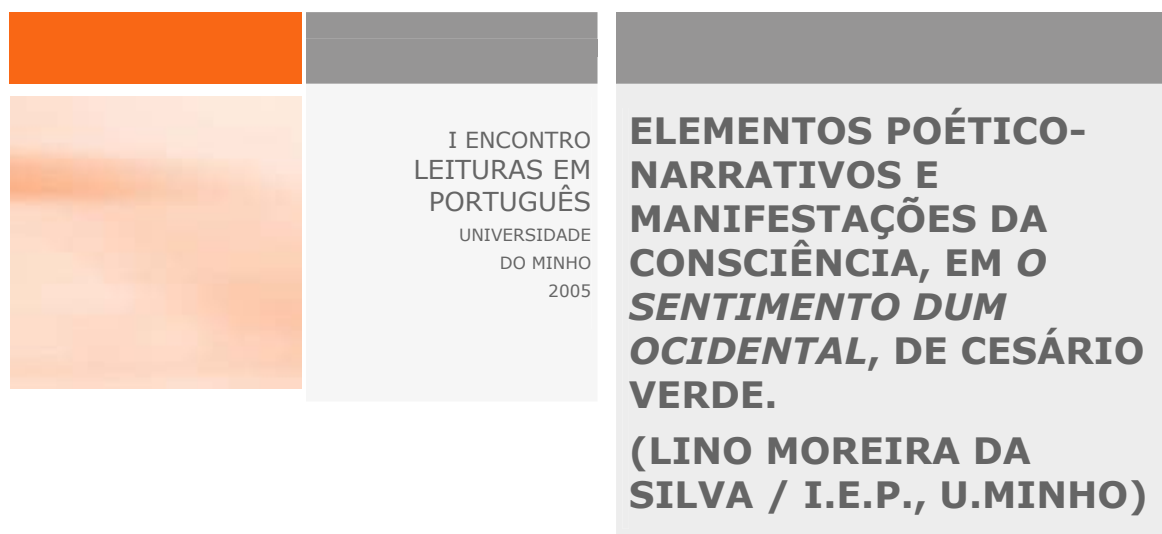 I ENCONTRO
LEITURAS EM
PORTUGUÊS
UNIVERSIDADE
DO MINHO
2005
ELEMENTOS POÉTICO-
NARRATIVOS E
MANIFESTAÇÕES DA
CONSCIÊNCIA, EM O
SENTIMENTO DUM
OCIDENTAL, DE CESÁRIO
VERDE.
(LINO MOREIRA DA
SILVA / I.E.P., U.MINHO)